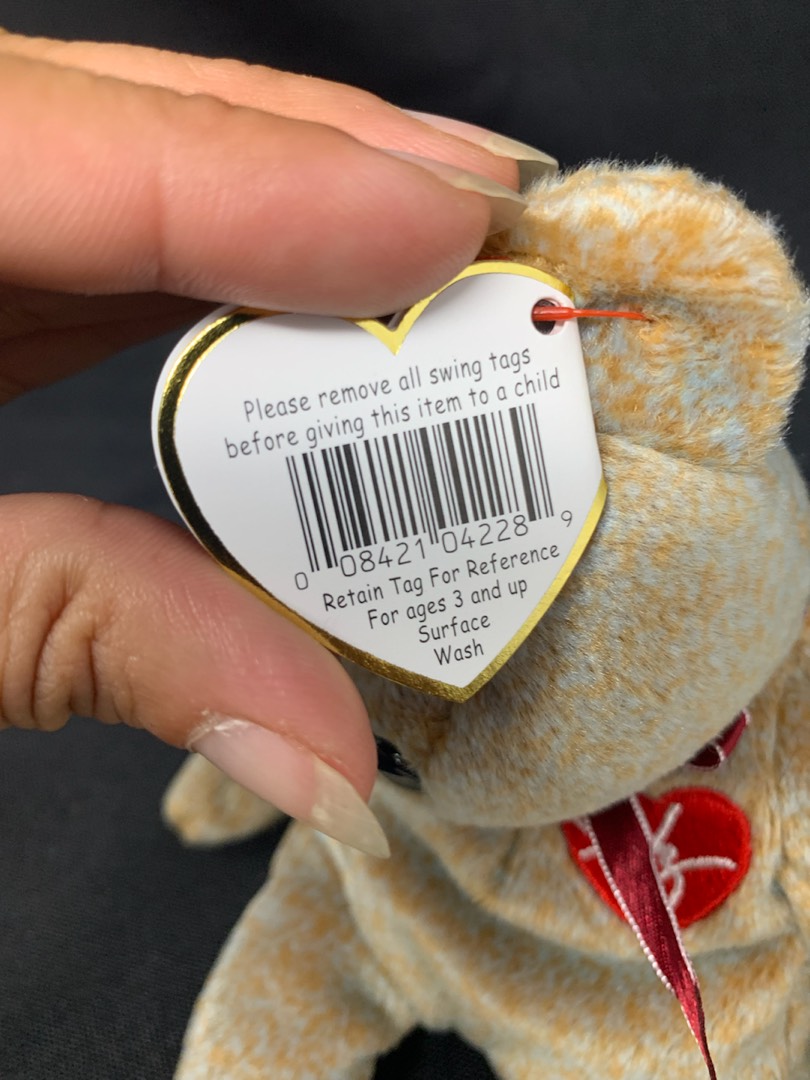 Please remove all swing tags
before giving this item to a child
0 08421 04228 9
Retain Tag For Reference
For ages 3 and up
Surface
Wash